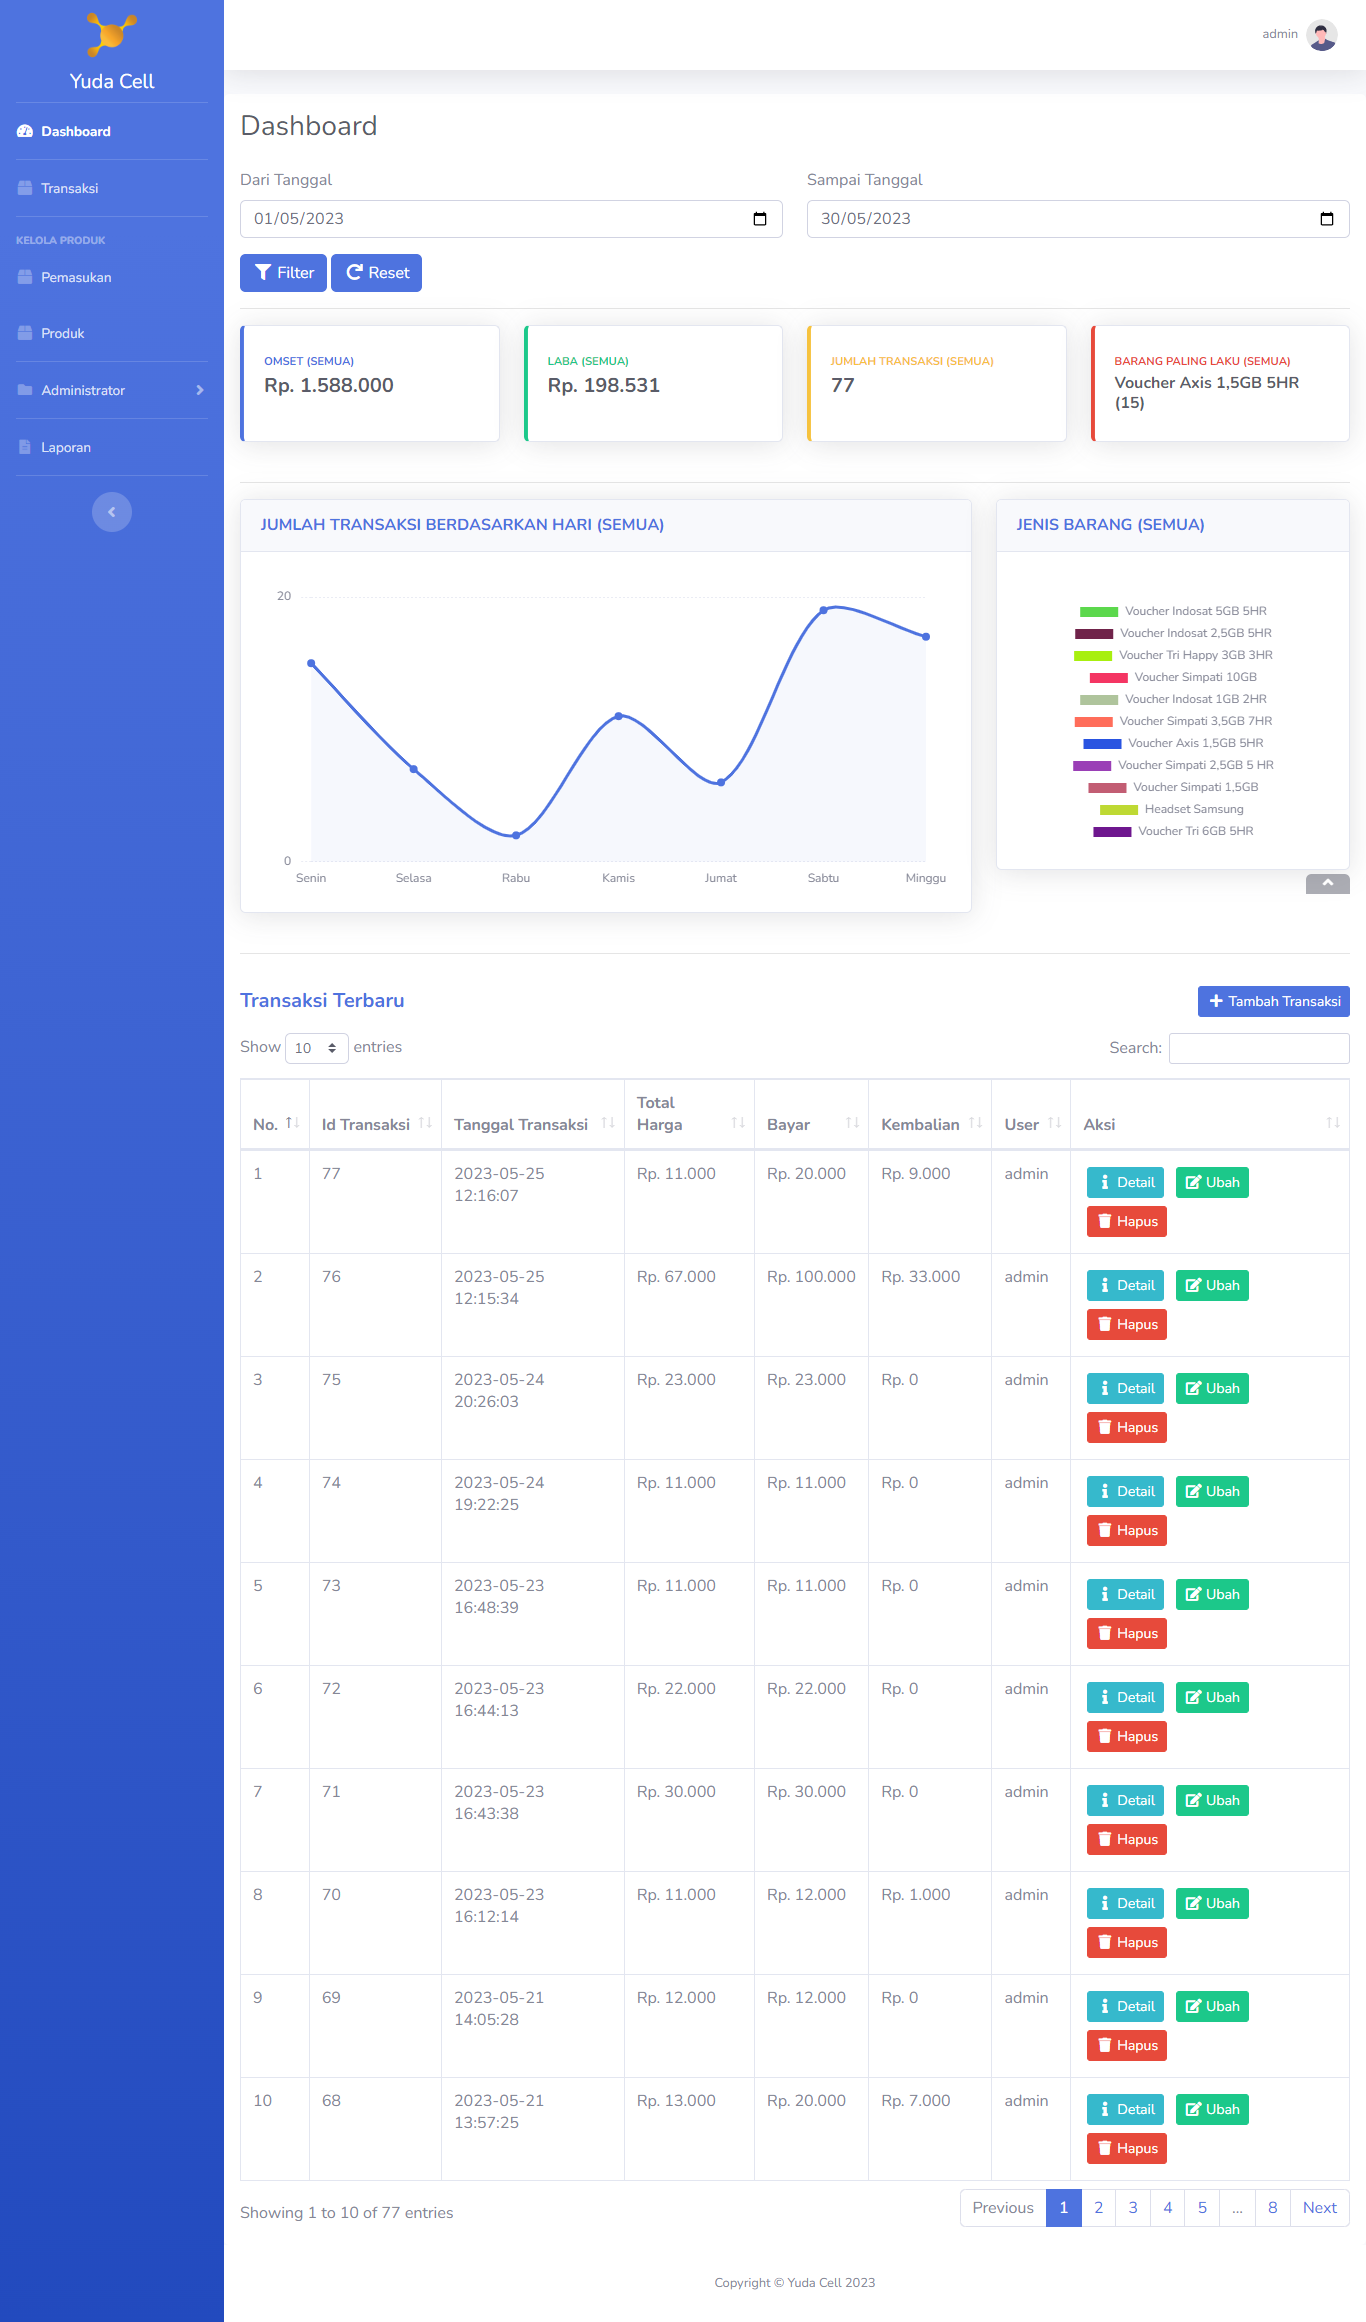 Yuda Cell
Dashboard
Transaksi
KELOLA PRODUK
Pemasukan
Produk
Administrator
Laporan
admin
Dashboard
Dari Tanggal
Sampai Tanggal
01/05/2023
30/05/2023
Filter
Reset
OMSET (SEMUA)
Rp. 1.588.000
LABA (SEMUA)
Rp. 198.531
JUMLAH TRANSAKSI (SEMUA)
77
BARANG PALING LAKU (SEMUA)
Voucher Axis 1,5GB 5HR
(15)
JUMLAH TRANSAKSI BERDASARKAN HARI (SEMUA)
20
0
Senin Selasa Rabu Kamis Jumat Sabtu Minggu
JENIS BARANG (SEMUA)
Voucher Indosat 5GB 5HR
Voucher Indosat 2,5GB 5HR
Voucher Tri Happy 3GB 3HR
Voucher Simpati 10GB
Voucher Indosat 1GB 2HR
Voucher Simpati 3,5GB 7HR
Voucher Axis 1,5GB 5HR
Voucher Simpati 2,5GB 5 HR
Voucher Simpati 1,5GB
Headset Samsung
Voucher Tri 6GB 5HR
Transaksi Terbaru
Tambah Transaksi
Show 10 entries
Search:
No. Id Transaksi Tanggal Transaksi Total Harga Bayar Kembalian User Aksi
1 77 2023-05-25 12:16:07 Rp. 11.000 Rp. 20.000 Rp. 9.000 admin Detail Ubah
Hapus
2 76 2023-05-25 12:15:34 Rp. 67.000 Rp. 100.000 Rp. 33.000 admin Detail Ubah
Hapus
3 75 2023-05-24 20:26:03 Rp. 23.000 Rp. 23.000 Rp. 0 admin Detail Ubah
Hapus
4 74 2023-05-24 19:22:25 Rp. 11.000 Rp. 11.000 Rp. 0 admin Detail Ubah
Hapus
5 73 2023-05-23 16:48:39 Rp. 11.000 Rp. 11.000 Rp. 0 admin Detail Ubah
Hapus
6 72 2023-05-23 16:44:13 Rp. 22.000 Rp. 22.000 Rp. 0 admin Detail Ubah
Hapus
7 71 2023-05-23 16:43:38 Rp. 30.000 Rp. 30.000 Rp. 0 admin Detail Ubah
Hapus
8 70 2023-05-23 16:12:14 Rp. 11.000 Rp. 12.000 Rp. 1.000 admin Detail Ubah
Hapus
9 69 2023-05-21 14:05:28 Rp. 12.000 Rp. 12.000 Rp. 0 admin Detail Ubah
Hapus
10 68 2023-05-21 13:57:25 Rp. 13.000 Rp. 20.000 Rp. 7.000 admin Detail Ubah
Hapus
Showing 1 to 10 of 77 entries
Previous 1 2 3 4 5 ... 8 Next
Copyright © Yuda Cell 2023